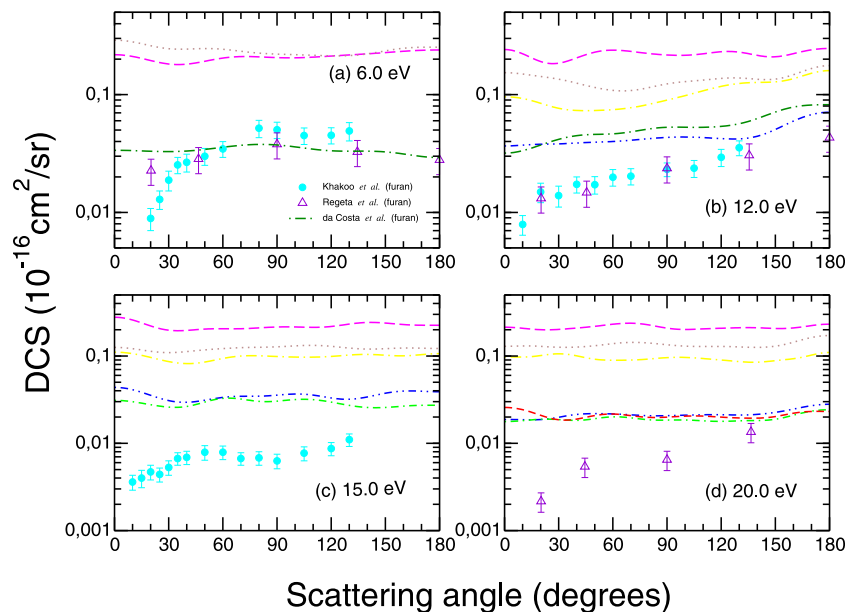 DCS (10⁻¹⁶cm²/sr)
0,1
0,01
(a) 6.0 eV
Khakoo et al. (furan)
Regeta et al. (furan)
da Costa et al. (furan)
0 30 60 90 120 150 180
(b) 12.0 eV
0,1
0,01
0 30 60 90 120 150 180
0,1
0,01
0,001
(c) 15.0 eV
0 30 60 90 120 150 180
0,1
0,01
0,001
(d) 20.0 eV
0 30 60 90 120 150 180
Scattering angle (degrees)